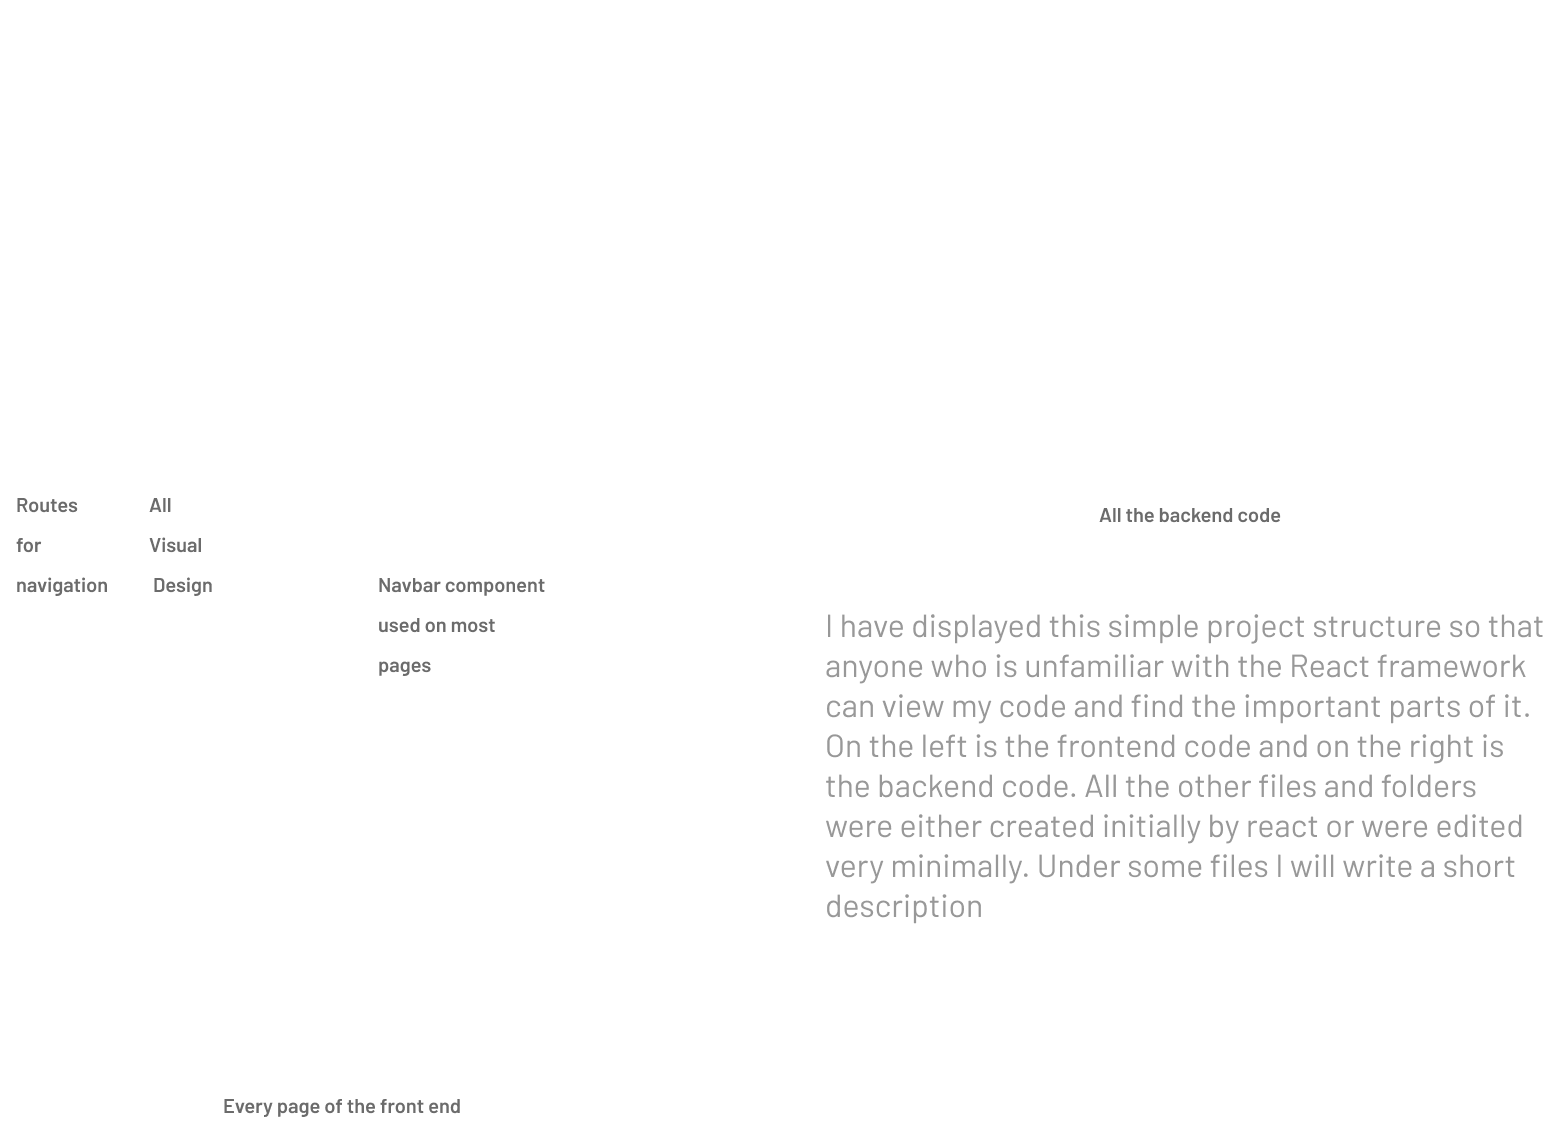 Routes
for
navigation
All
Visual
Design
Navbar component
used on most
pages
Every page of the front end
All the backend code
I have displayed this simple project structure so that
anyone who is unfamiliar with the React framework
can view my code and find the important parts of it.
On the left is the frontend code and on the right is
the backend code. All the other files and folders
were either created initially by react or were edited
very minimally. Under some files I will write a short
description